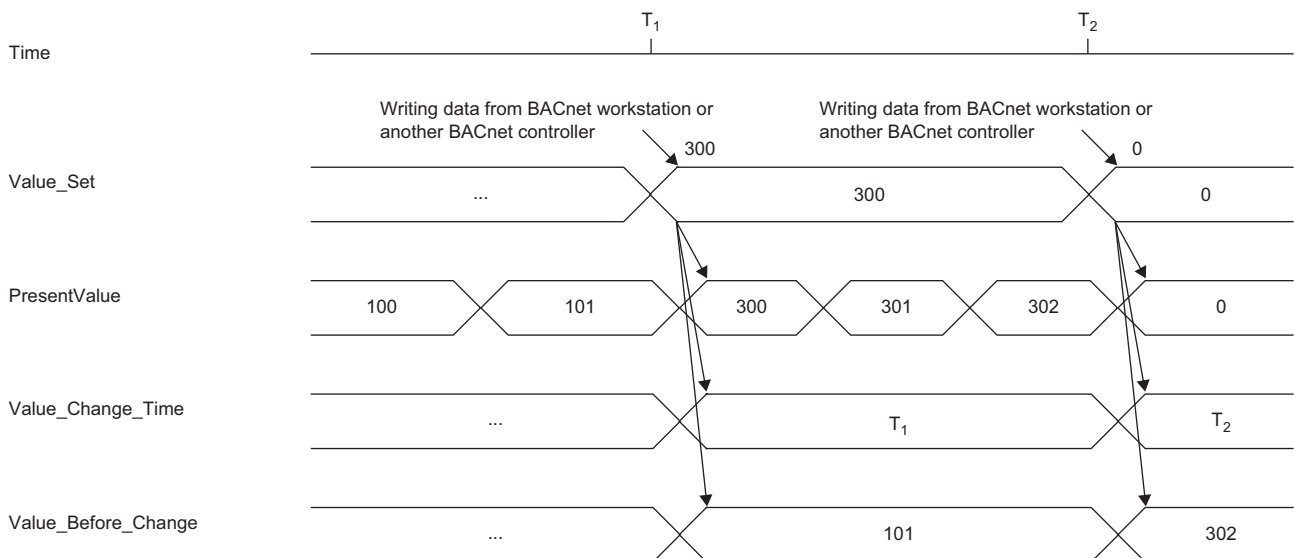 T1 T2
Time
Writing data from BACnet workstation or Writing data from BACnet workstation or
another BACnet controller another BACnet controller
300 0
Value_Set
... 300 0
PresentValue
100 101 300 301 302 0
Value_Change_Time
... T1 T2
Value_Before_Change
... 101 302